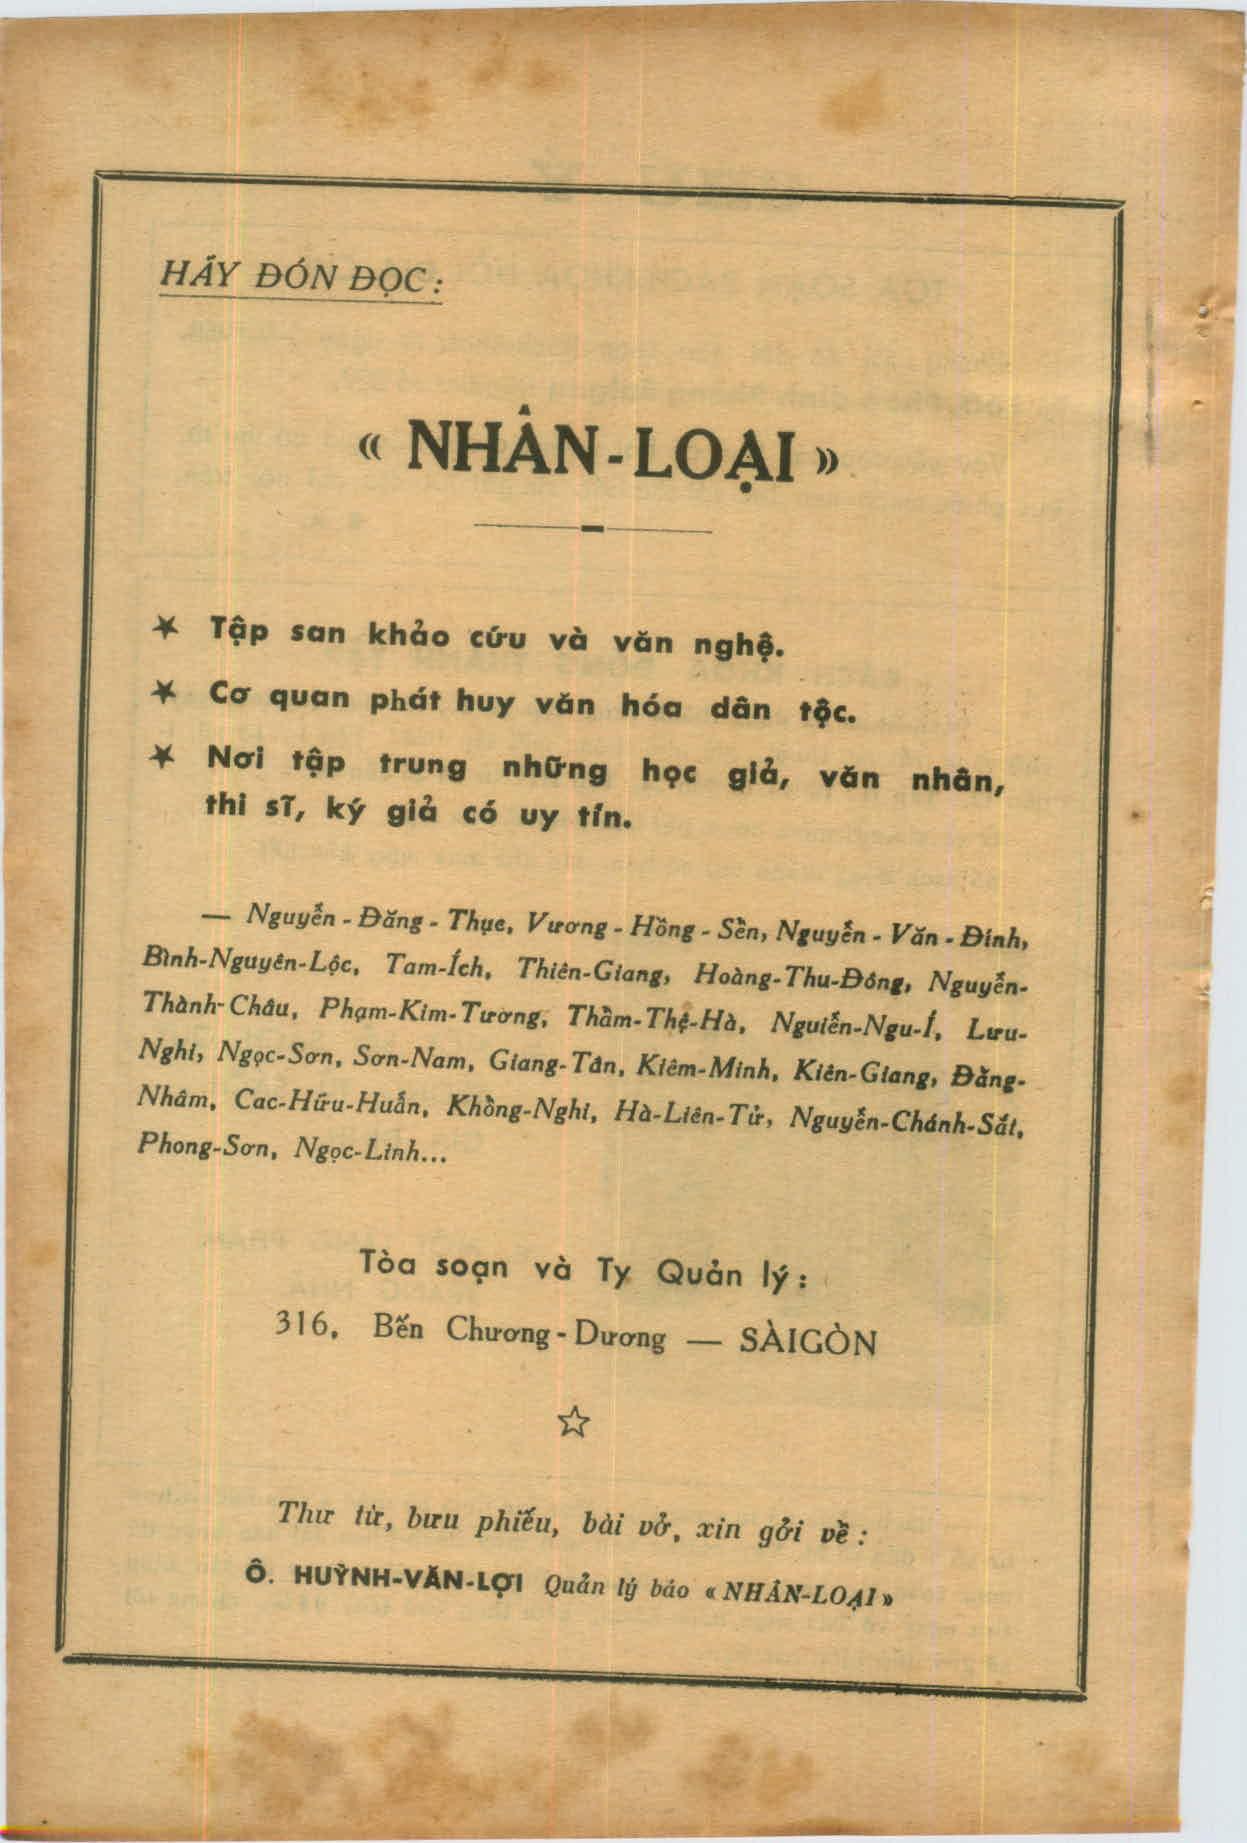 HÃY ĐÓN ĐỌC :
« NHÂN-LOẠI »
★ Tập san khảo cứu và văn nghệ.
★ Cơ quan phát huy văn hóa dân tộc.
★ Nơi tập trung những học giả, văn nhân,
thi sĩ, ký giả có uy tín.
— Nguyễn - Đăng - Thục, Vương - Hồng - Sền, Nguyễn - Văn - Đính,
Bình-Nguyên-Lộc, Tam-Ích, Thiên-Giang, Hoàng-Thu-Đông, Nguyễn-
Thành-Châu, Phạm-Kim-Tương, Thầm-Thệ-Hà, Nguiễn-Ngu-Í, Lưu-
Nghi, Ngọc-Sơn, Sơn-Nam, Giang-Tân, Kiêm-Minh, Kiên-Giang, Đằng-
Nhâm, Cac-Hữu-Huấn, Khồng-Nghi, Hà-Liên-Tử, Nguyễn-Chánh-Sắt,
Phong-Sơn, Ngọc-Linh...
Tòa soạn và Ty Quản lý :
316, Bến Chương - Dương — SÀIGÒN
☆
Thư từ, bưu phiếu, bài vở, xin gởi về :
Ô. HUỲNH-VĂN-LỢI Quản lý báo « NHÂN-LOẠI »